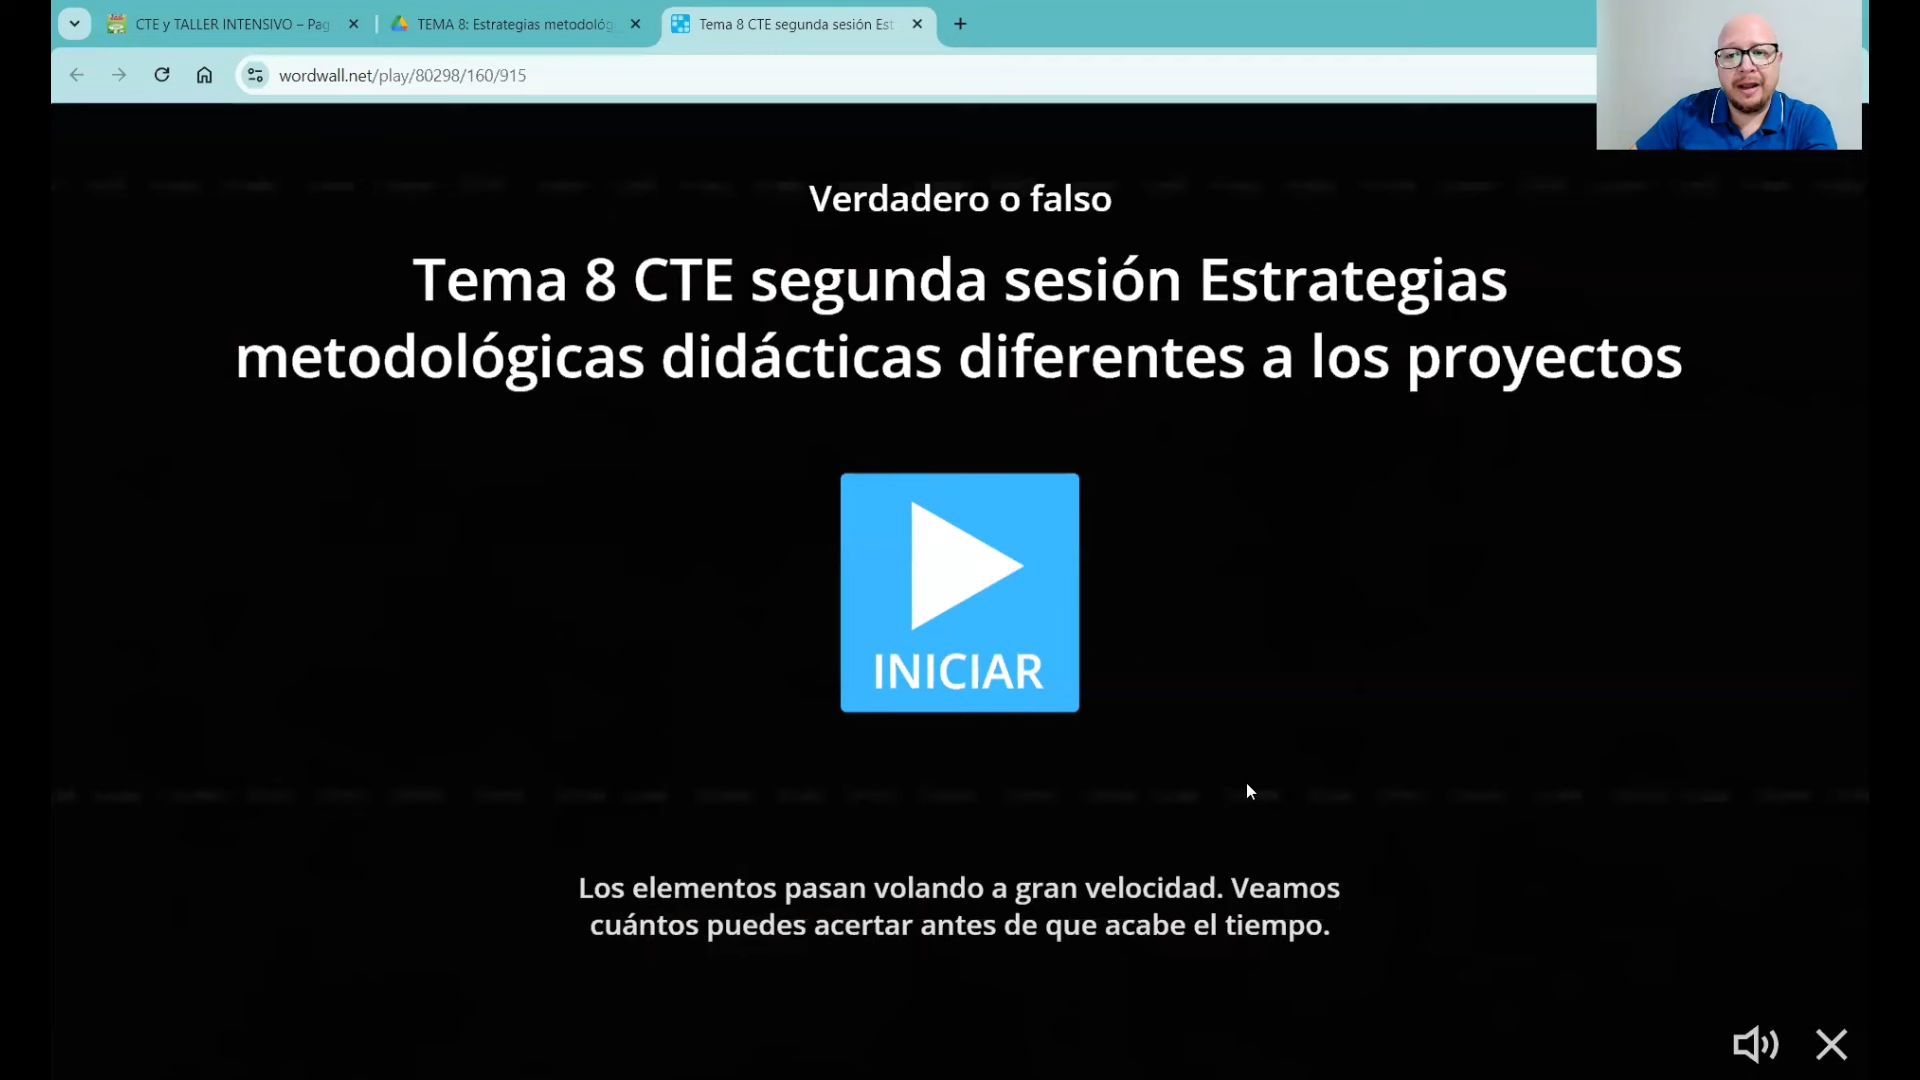 CTE y TALLER INTENSIVO – Pag
TEMA 8: Estrategias metodológ
Tema 8 CTE segunda sesión Est
wordwall.net/play/80298/160/915
Verdadero o falso
Tema 8 CTE segunda sesión Estrategias
metodológicas didácticas diferentes a los proyectos
INICIAR
Los elementos pasan volando a gran velocidad. Veamos
cuántos puedes acertar antes de que acabe el tiempo.